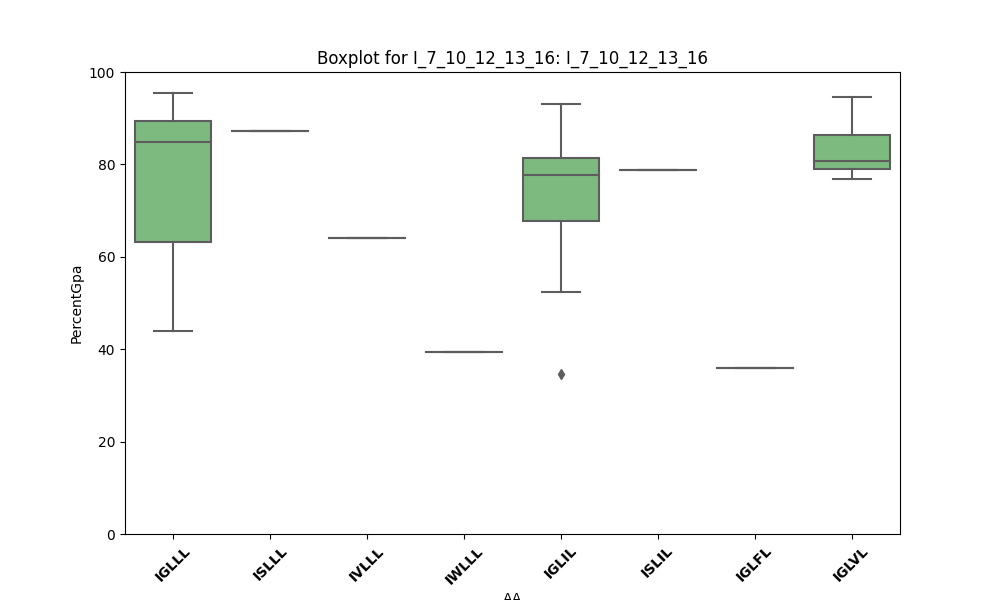 Boxplot for I_7_10_12_13_16: I_7_10_12_13_16
100
80
60
40
20
0
PercentGpa
IGLLL
ISLLL
IVLLL
IWLLL
IGLIL
ISLIL
IGLFL
IGLVL
AA